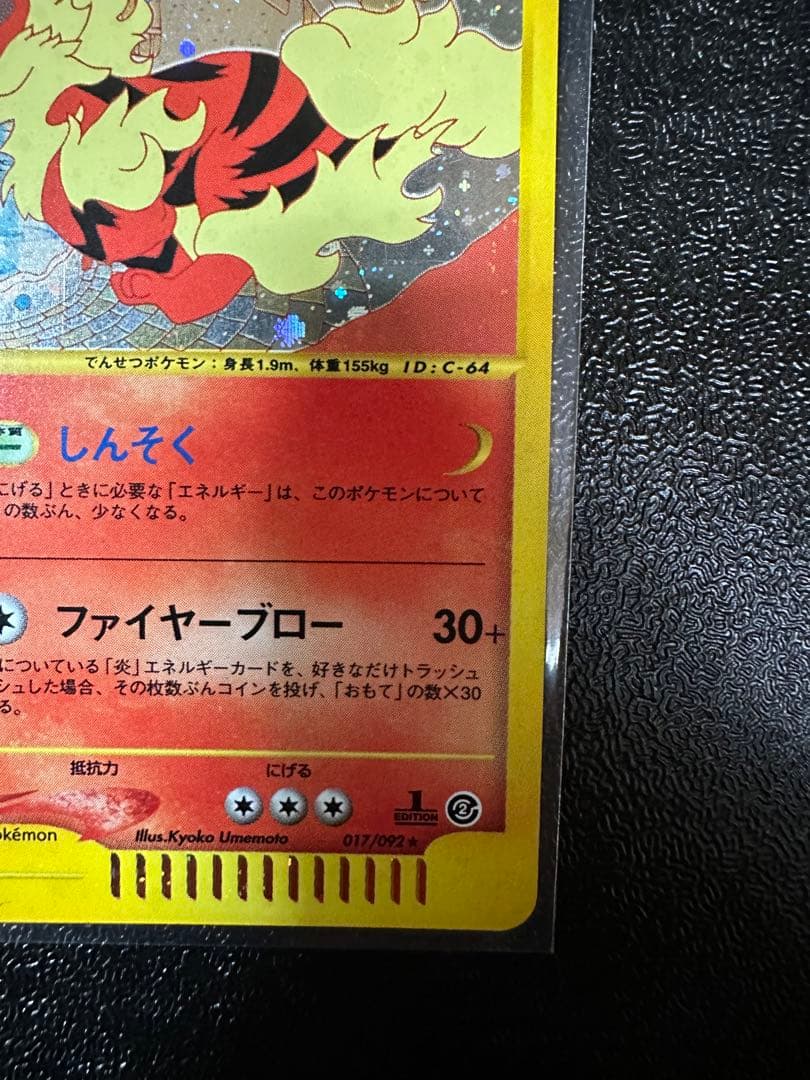 でんせつポケモン：身長1.9m、体重155kg ID:C-64
しんそく
にげる」ときに必要な「エネルギー」は、このポケモンについて
の数ぶん、少なくなる。
ファイヤーブロー 30+
についている「炎」エネルギーカードを、好きなだけトラッシュ
シュした場合、その枚数ぶんコインを投げ、「おもて」の数×30
る。
抵抗力 にげる
1 EDITION 2
okémon Illus.Kyoko Umemoto 017/092★